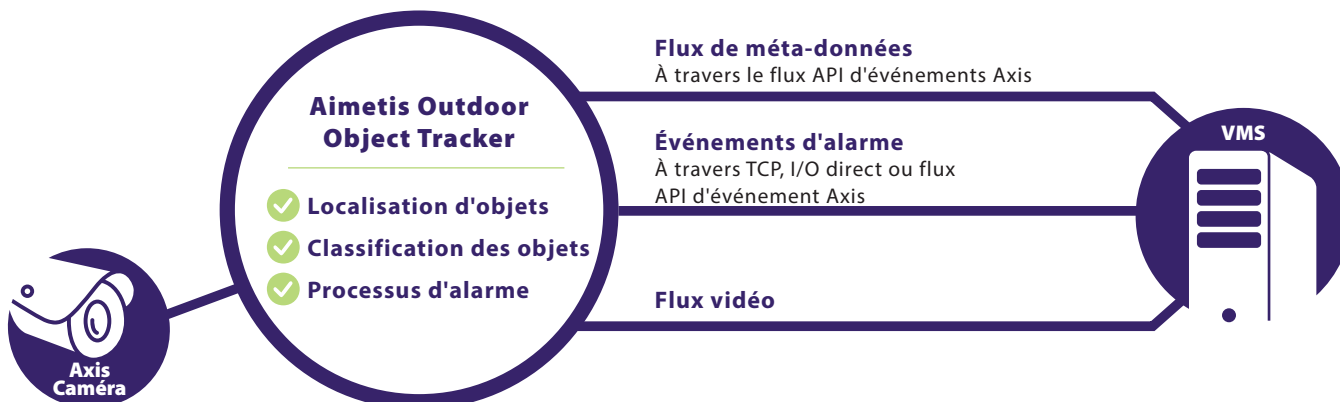 Flux de méta-données
À travers le flux API d'événements Axis
Aimetis Outdoor
Object Tracker
Localisation d'objets
Classification des objets
Processus d'alarme
Événements d'alarme
À travers TCP, I/O direct ou flux
API d'événement Axis
Flux vidéo
VMS
Axis
Caméra